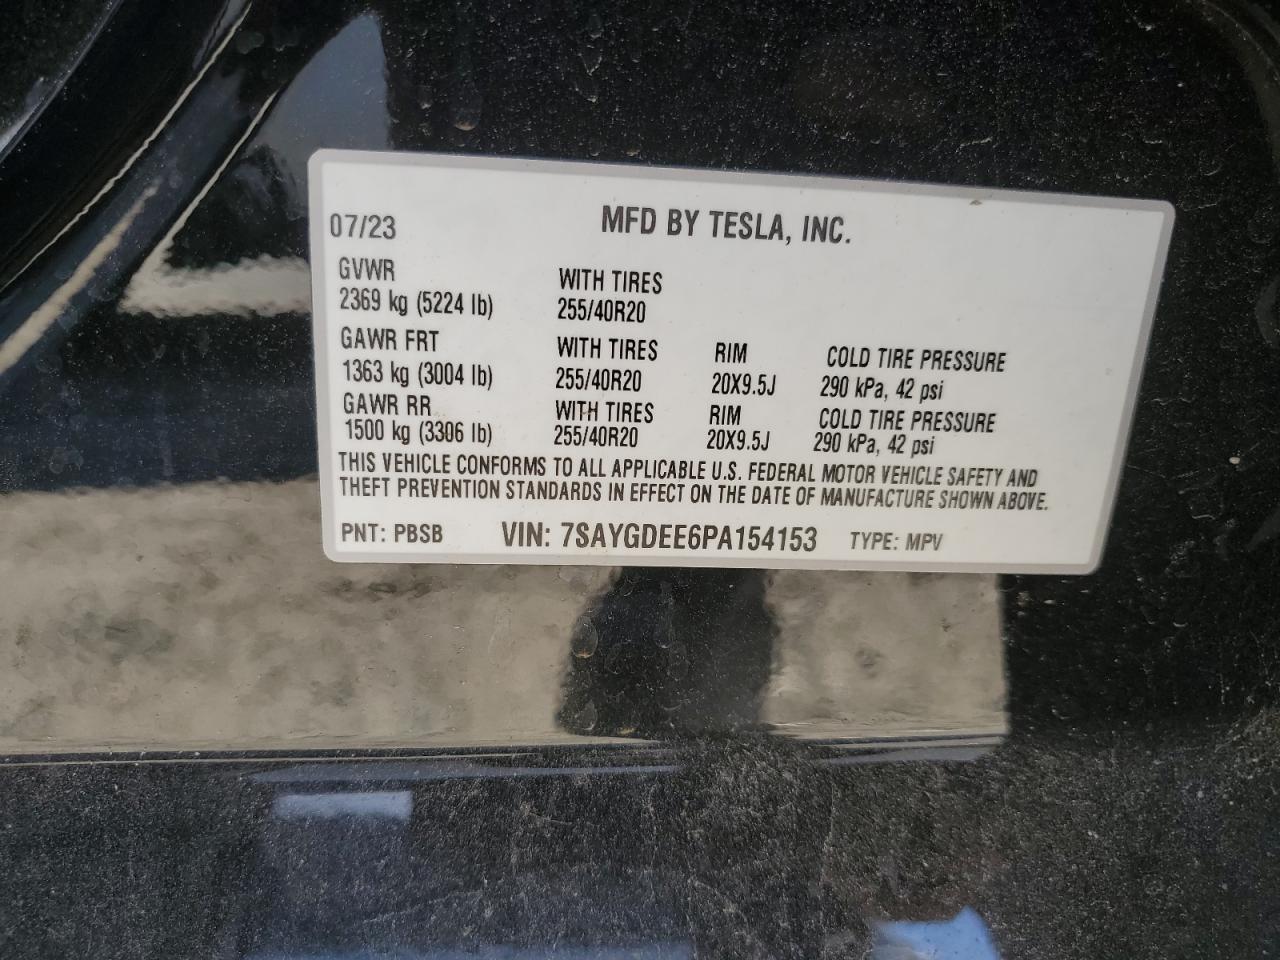 07/23 MFD BY TESLA, INC.
GVWR WITH TIRES
2369 kg (5224 lb) 255/40R20
GAWR FRT WITH TIRES RIM COLD TIRE PRESSURE
1363 kg (3004 lb) 255/40R20 20X9.5J 290 kPa, 42 psi
GAWR RR WITH TIRES RIM COLD TIRE PRESSURE
1500 kg (3306 lb) 255/40R20 20X9.5J 290 kPa, 42 psi
THIS VEHICLE CONFORMS TO ALL APPLICABLE U.S. FEDERAL MOTOR VEHICLE SAFETY AND
THEFT PREVENTION STANDARDS IN EFFECT ON THE DATE OF MANUFACTURE SHOWN ABOVE.
PNT: PBSB VIN: 7SAYGDEE6PA154153 TYPE: MPV